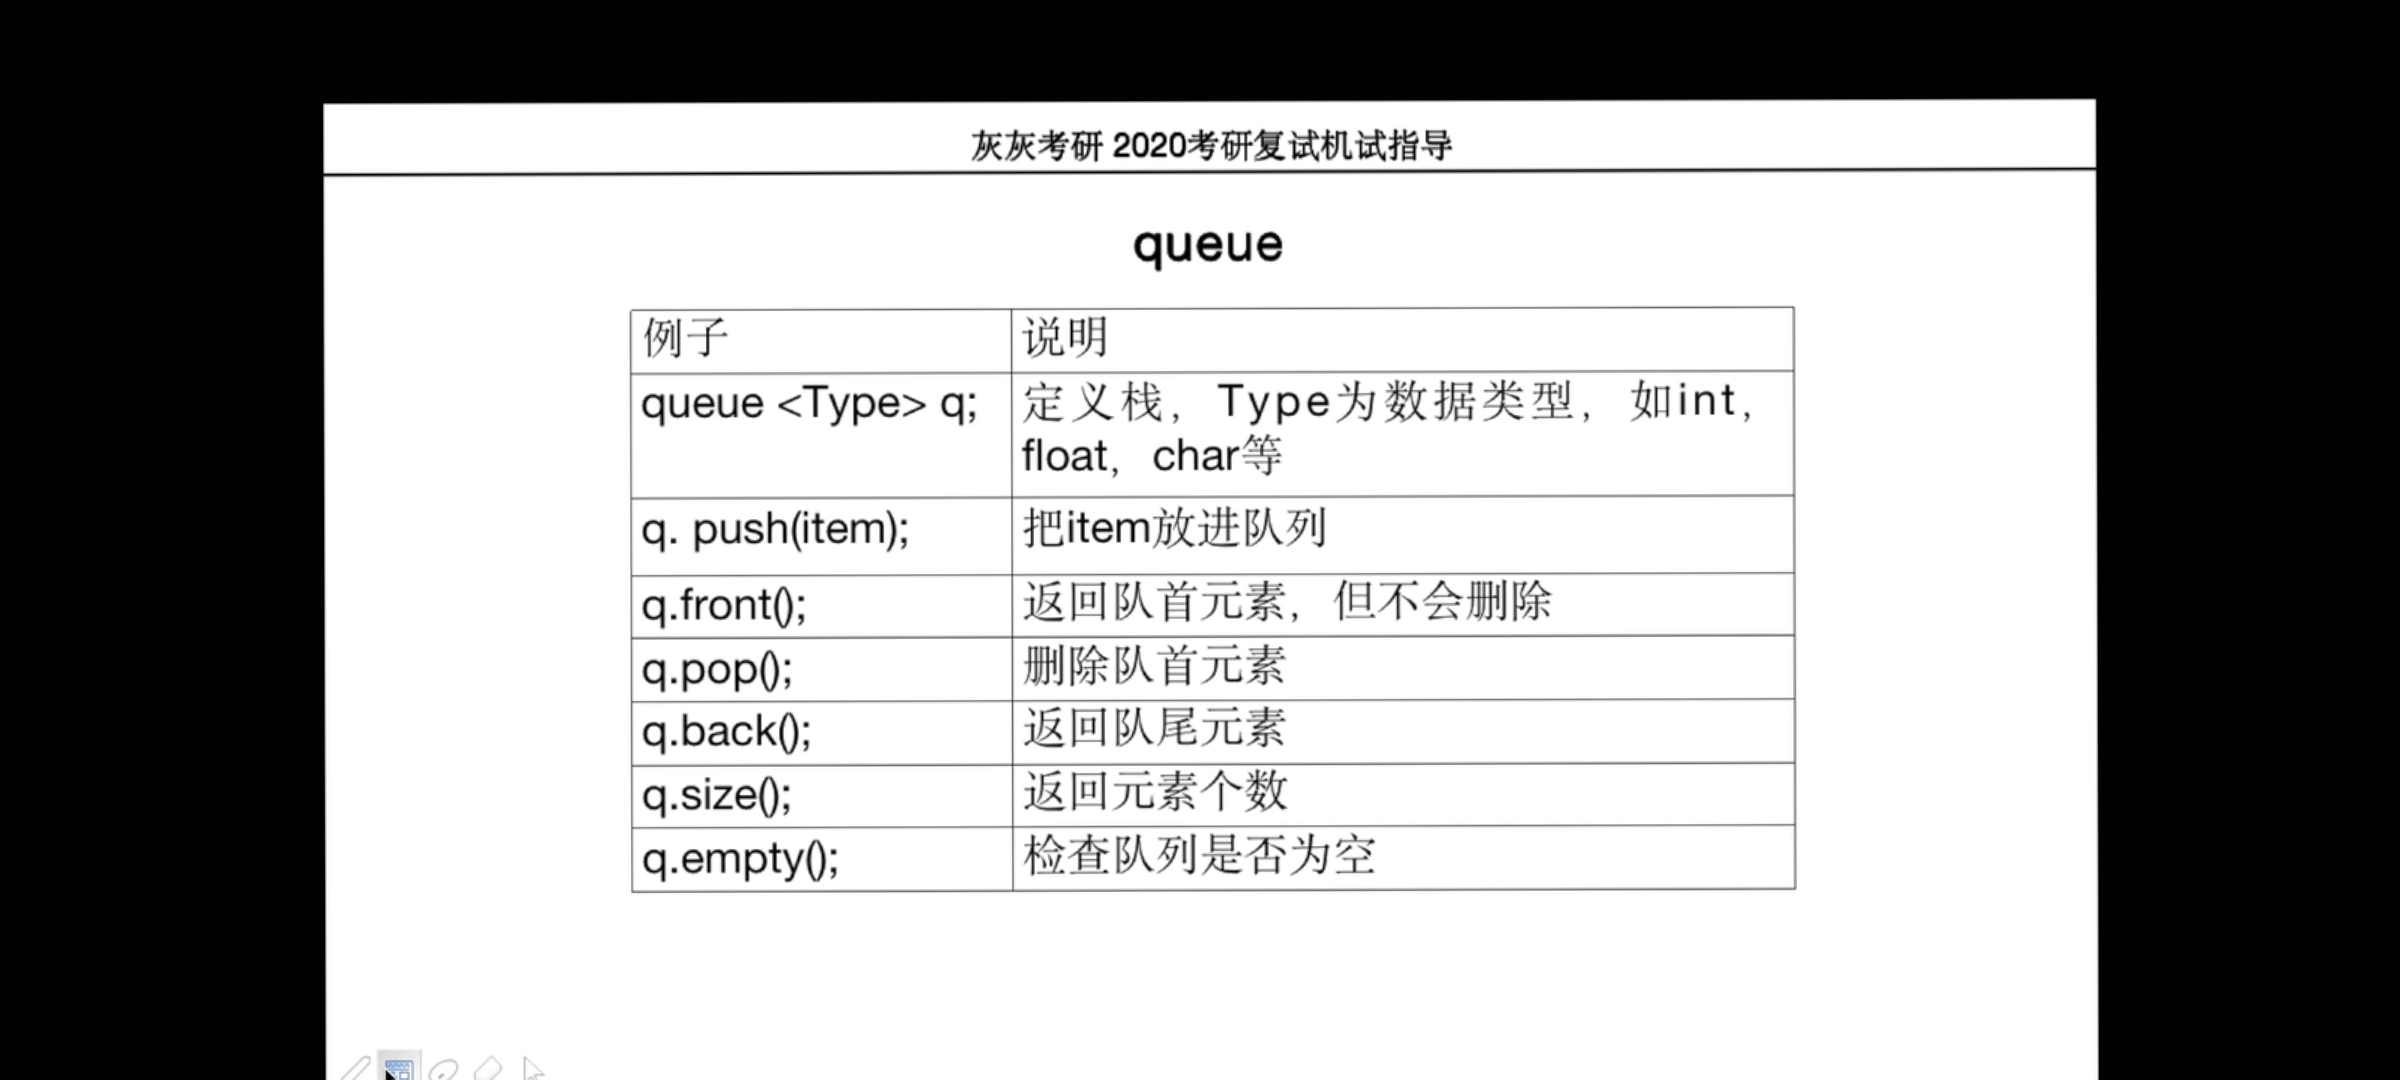 灰灰考研 2020考研复试机试指导
queue
例子 说明
queue <Type> q; 定义栈，Type为数据类型，如int，
float，char等
q. push(item); 把item放进队列
q.front(); 返回队首元素，但不会删除
q.pop(); 删除队首元素
q.back(); 返回队尾元素
q.size(); 返回元素个数
q.empty(); 检查队列是否为空